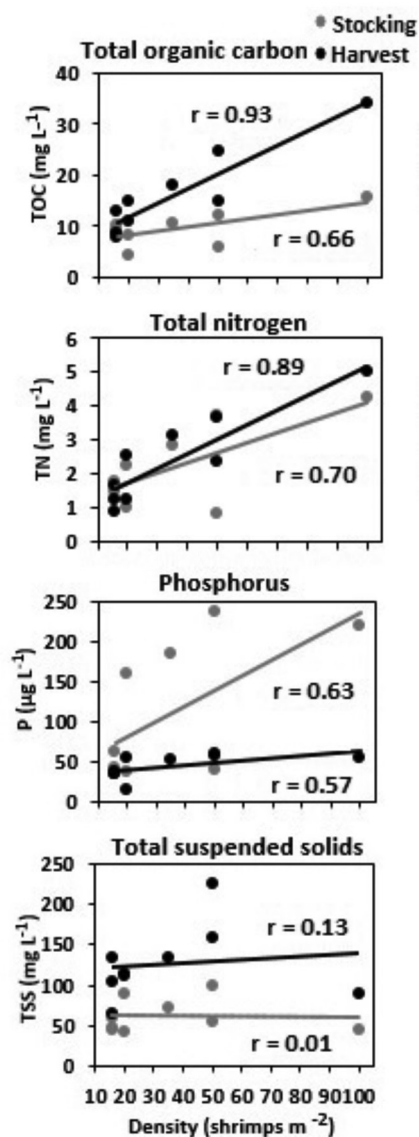 Stocking
Total organic carbon
Harvest
40
30
20
10
0
TOC (mg L⁻¹)
r = 0.93
r = 0.66
Total nitrogen
6
5
4
3
2
1
0
TN (mg L⁻¹)
r = 0.89
r = 0.70
Phosphorus
250
200
150
100
50
0
P (µg L⁻¹)
r = 0.63
r = 0.57
Total suspended solids
250
200
150
100
50
0
TSS (mg L⁻¹)
r = 0.13
r = 0.01
10 20 30 40 50 60 70 80 90 100
Density (shrimps m ⁻²)